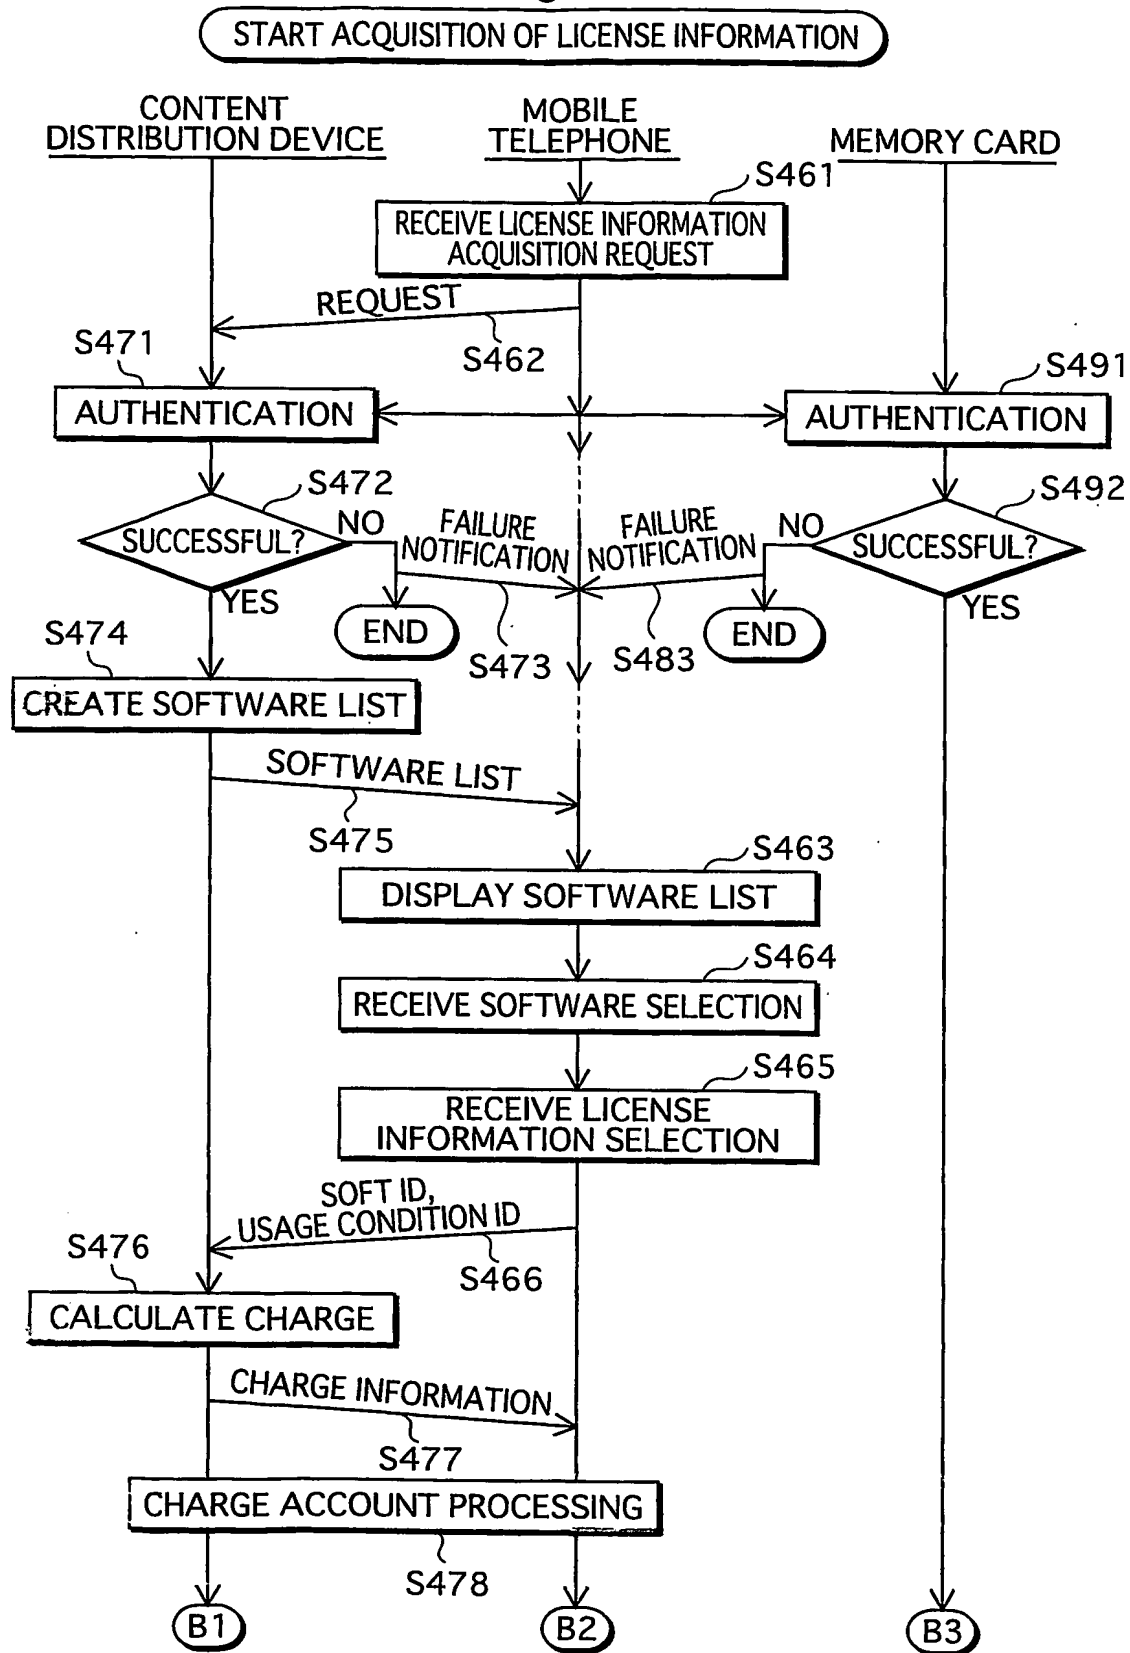 START ACQUISITION OF LICENSE INFORMATION
CONTENT
DISTRIBUTION DEVICE
MOBILE
TELEPHONE
MEMORY CARD
S461
RECEIVE LICENSE INFORMATION
ACQUISITION REQUEST
REQUEST
S462
S471
S491
AUTHENTICATION
AUTHENTICATION
S472
S492
SUCCESSFUL?
NO
FAILURE
NOTIFICATION
FAILURE
NOTIFICATION
NO
SUCCESSFUL?
YES
YES
END
END
S473
S483
S474
CREATE SOFTWARE LIST
SOFTWARE LIST
S475
S463
DISPLAY SOFTWARE LIST
S464
RECEIVE SOFTWARE SELECTION
S465
RECEIVE LICENSE
INFORMATION SELECTION
SOFT ID,
USAGE CONDITION ID
S466
S476
CALCULATE CHARGE
CHARGE INFORMATION
S477
CHARGE ACCOUNT PROCESSING
S478
B1
B2
B3